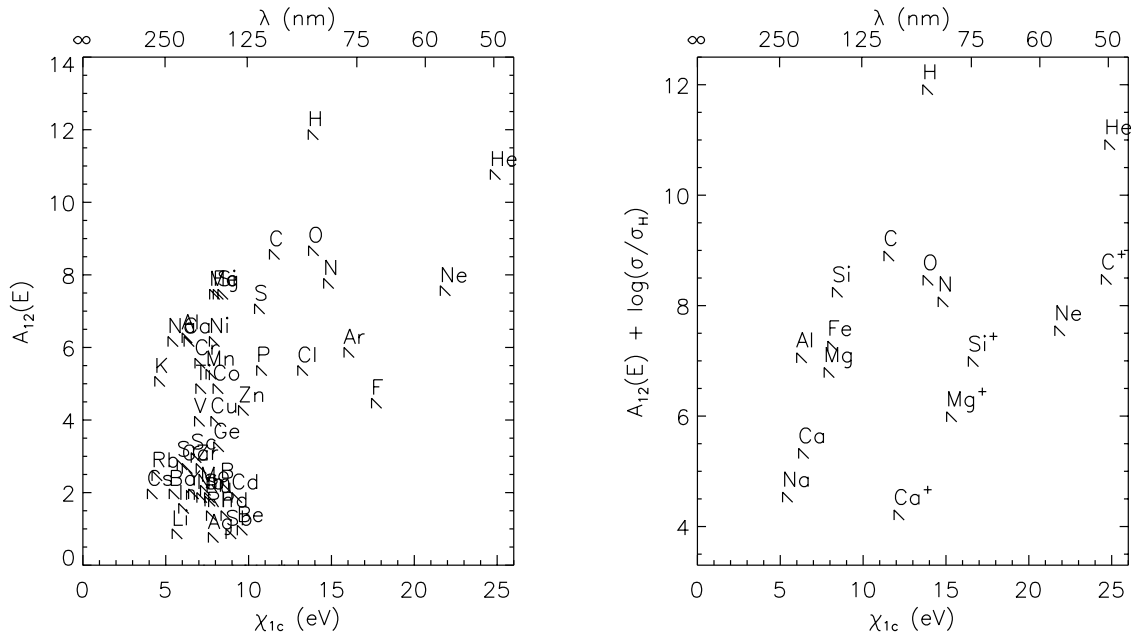 λ (nm)
∞ 250 125 75 60 50
14
12
10
8
6
4
2
0
A₁₂(E)
H
He
C
O
N
Ne
S
Ar
K
Ni
Cr
Mn
P
Cl
Ti
Co
F
Zn
V
Cu
Ge
Rb
Cs
Ba
Cd
Li
Be
0 5 10 15 20 25
χ₁c (eV)
λ (nm)
∞ 250 125 75 60 50
12
10
8
6
4
A₁₂(E) + log(σ/σH)
H
He
C
O
C⁺
Si
N
Ne
Fe
Al
Mg
Si⁺
Mg⁺
Ca
Na
Ca⁺
0 5 10 15 20 25
χ₁c (eV)